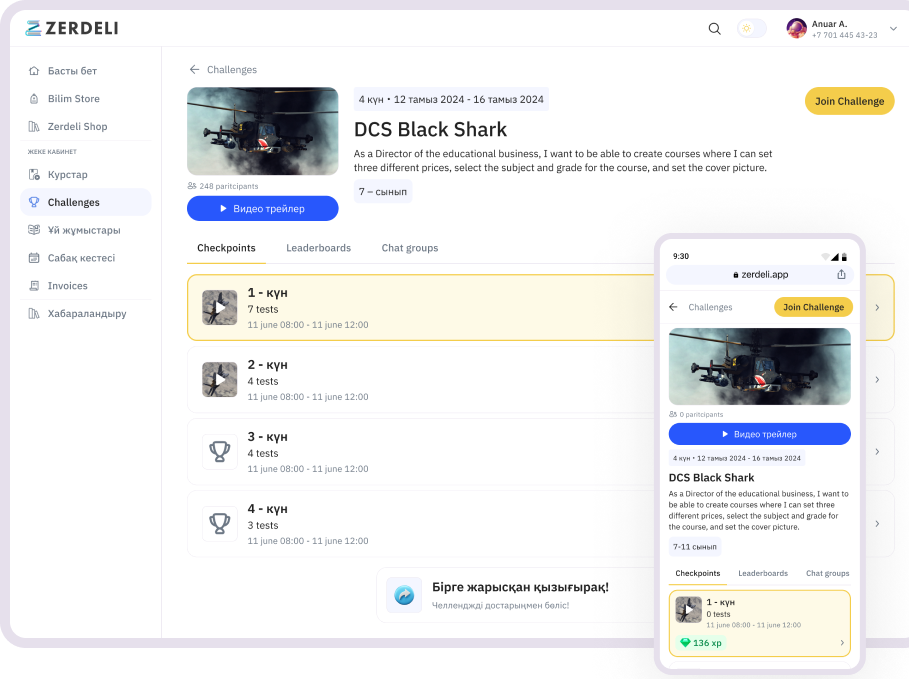 ZERDELI
Anuar A.
+7 701 445 43-23
Басты бет
Bilim Store
Zerdeli Shop
ЖЕКЕ КАБИНЕТ
Курстар
Challenges
Ұй жұмыстары
Сабақ кестесі
Invoices
Хабараландыру
Challenges
248 paritcipants
Видео трейлер
4 күн • 12 тамыз 2024 - 16 тамыз 2024
DCS Black Shark
As a Director of the educational business, I want to be able to create courses where I can set
three different prices, select the subject and grade for the course, and set the cover picture.
7 – сынып
Join Challenge
Checkpoints
Leaderboards
Chat groups
1 - күн
7 tests
11 june 08:00 - 11 june 12:00
2 - күн
4 tests
11 june 08:00 - 11 june 12:00
3 - күн
4 tests
11 june 08:00 - 11 june 12:00
4 - күн
3 tests
11 june 08:00 - 11 june 12:00
Бірге жарысқан қызығырақ!
Челленджді достарыңмен бөліс!
9:30
zerdeli.app
Challenges
Join Challenge
0 paritcipants
Видео трейлер
4 күн • 12 тамыз 2024 - 16 тамыз 2024
DCS Black Shark
As a Director of the educational business, I want to
be able to create courses where I can set three
different prices, select the subject and grade for
the course, and set the cover picture.
7-11 сынып
Checkpoints
Leaderboards
Chat groups
1 - күн
0 tests
11 june 08:00 - 11 june 12:00
136 xp